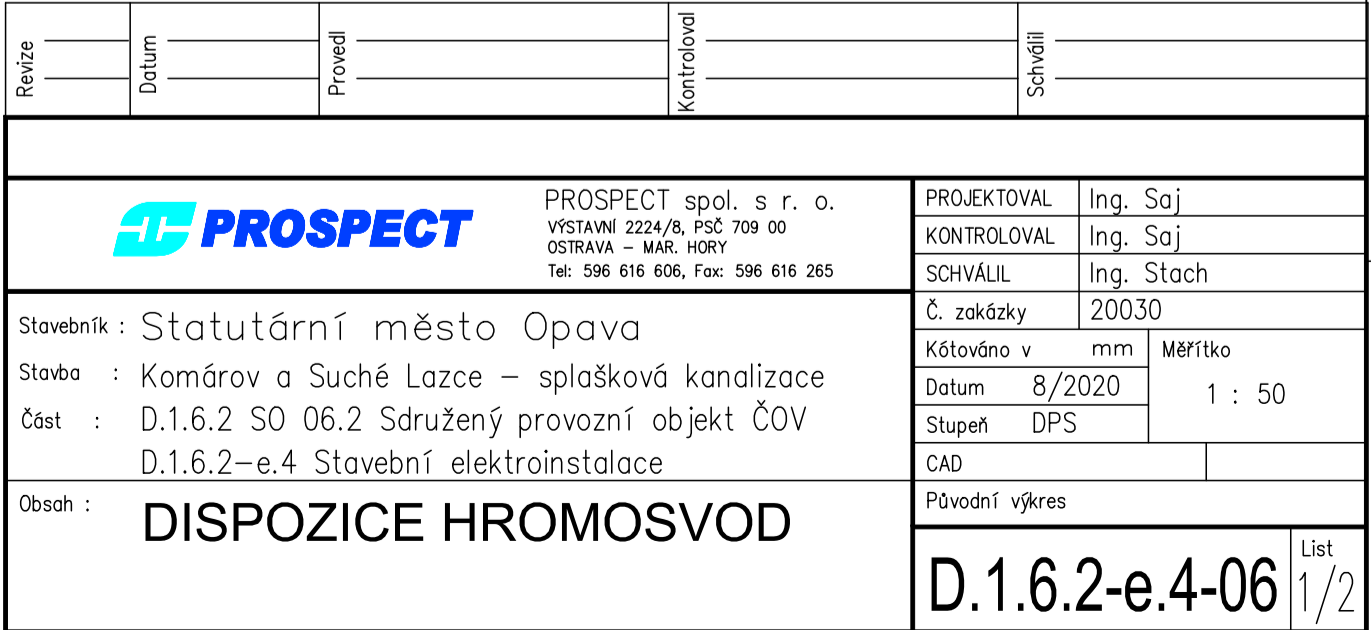 Revize
Datum
Provedl
Kontroloval
Schválil
PROSPECT
PROSPECT spol. s r. o.
VÝSTAVNÍ 2224/8, PSČ 709 00
OSTRAVA – MAR. HORY
Tel: 596 616 606, Fax: 596 616 265
PROJEKTOVAL Ing. Saj
KONTROLOVAL Ing. Saj
SCHVÁLIL Ing. Stach
Č. zakázky 20030
Kótováno v mm
Měřítko
1 : 50
Datum 8/2020
Stupeň DPS
CAD
Původní výkres
Stavebník : Statutární město Opava
Stavba : Komárov a Suché Lazce – splašková kanalizace
Část : D.1.6.2 SO 06.2 Sdružený provozní objekt ČOV
D.1.6.2–e.4 Stavební elektroinstalace
Obsah : DISPOZICE HROMOSVOD
D.1.6.2-e.4-06
List
1/2